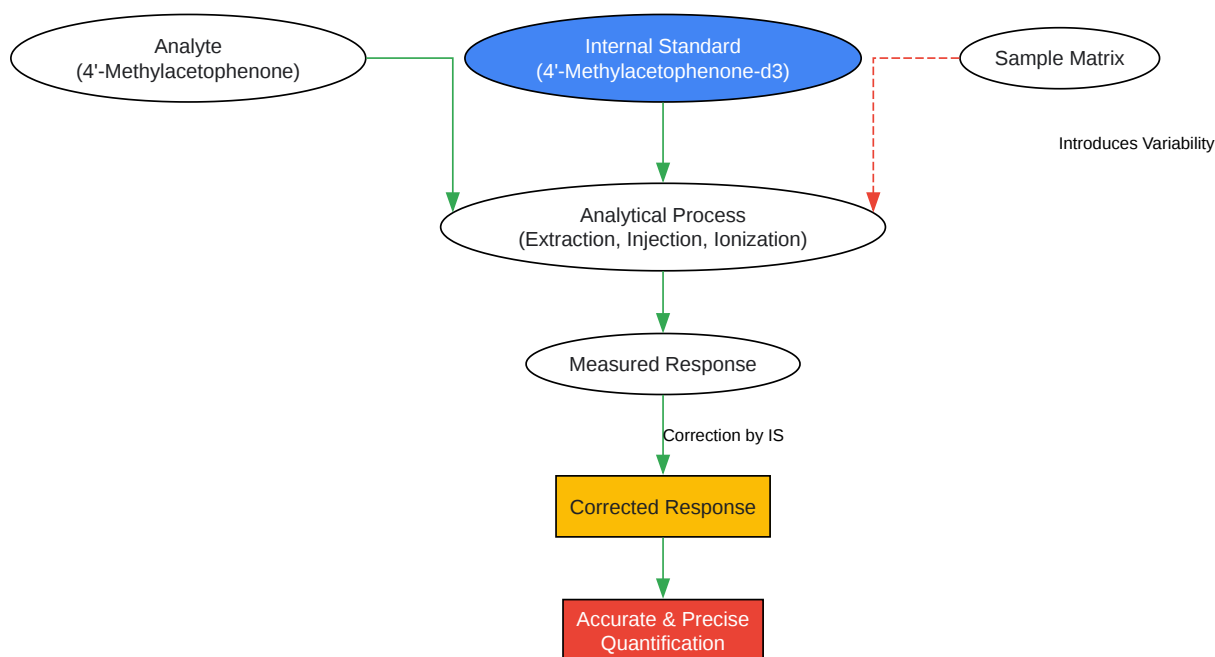 Analyte
(4'-Methylacetophenone)
Internal Standard
(4'-Methylacetophenone-d3)
Sample Matrix
Introduces Variability
Analytical Process
(Extraction, Injection, Ionization)
Measured Response
Correction by IS
Corrected Response
Accurate & Precise
Quantification